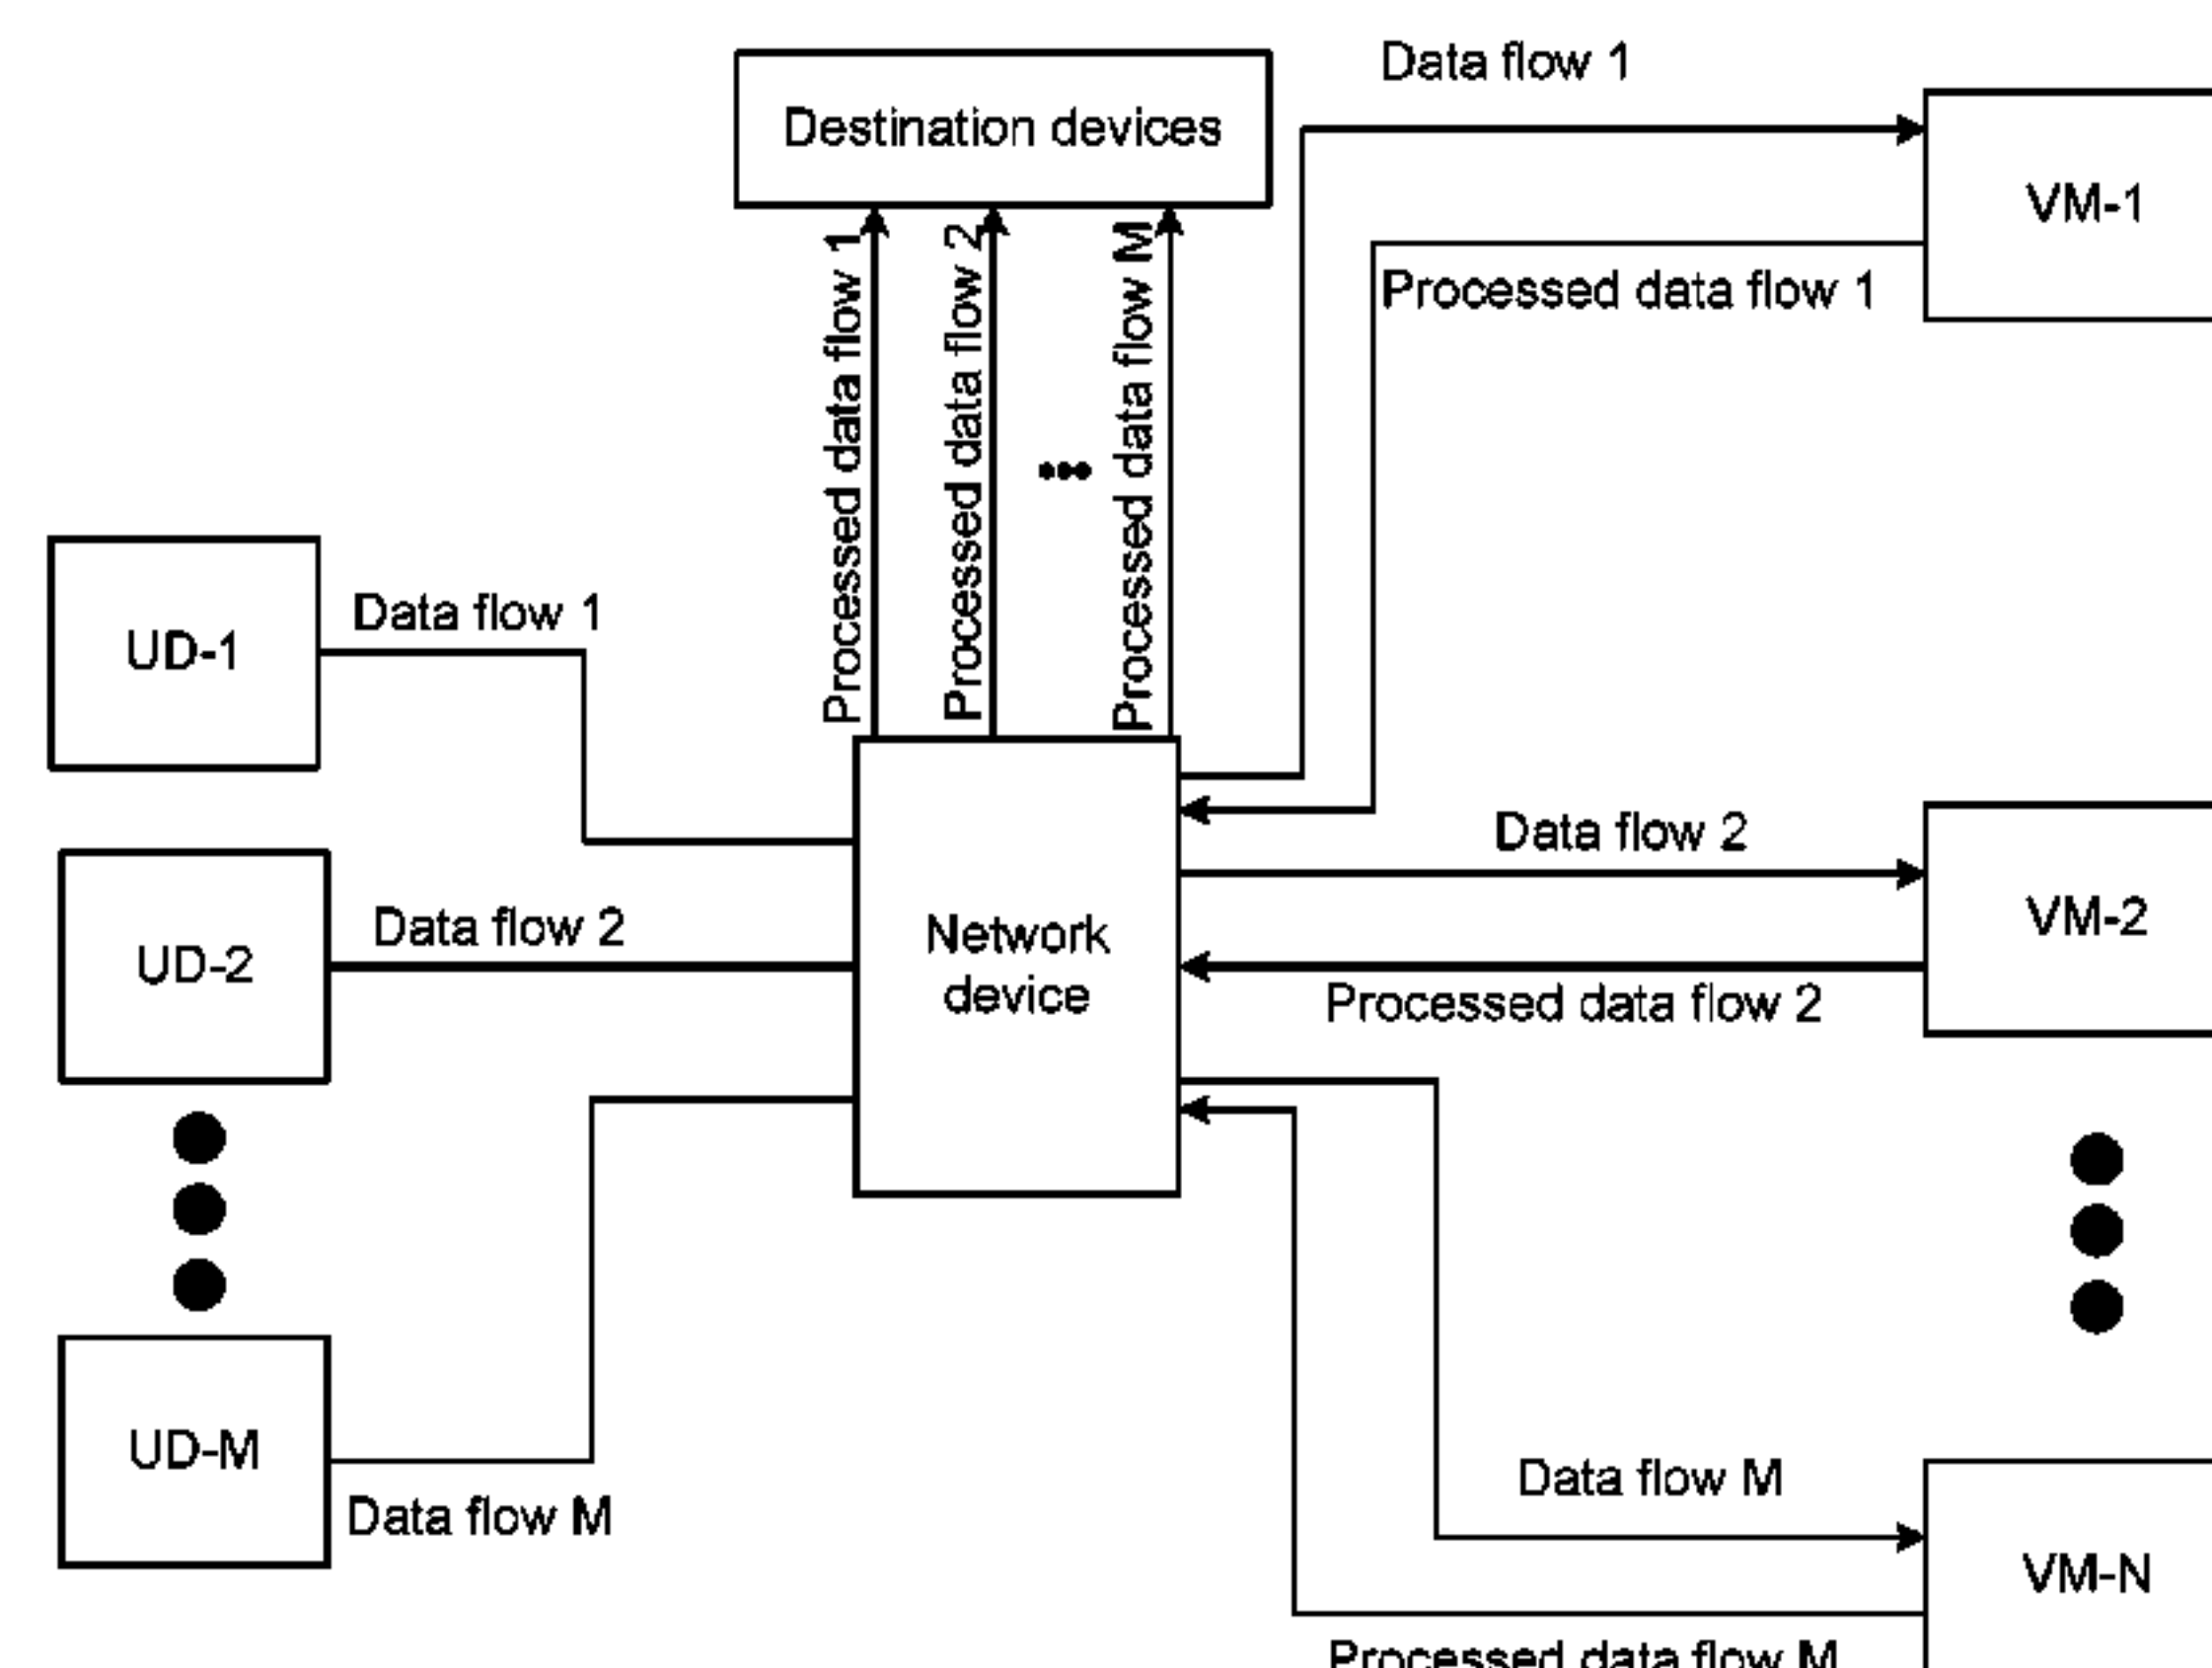 Data flow 1
Destination devices
VM-1
Processed data flow 1
Processed data flow 1
Processed data flow 2
Processed data flow M
Data flow 1
UD-1
Data flow 2
VM-2
Data flow 2
UD-2
Network
device
Processed data flow 2
UD-M
Data flow M
Data flow M
VM-N
Processed data flow M